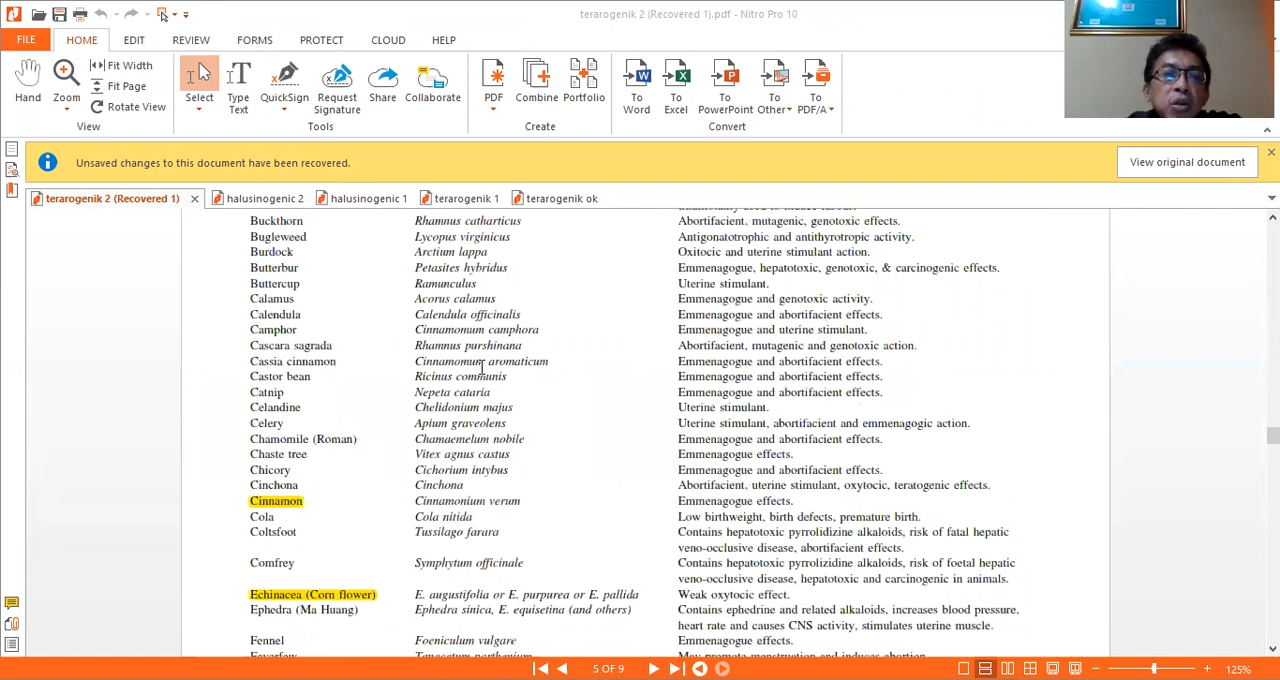 terarogenik 2 (Recovered 1).pdf - Nitro Pro 10
FILE HOME EDIT REVIEW FORMS PROTECT CLOUD HELP
Hand
Zoom
Fit Width
Fit Page
Rotate View
View
Select
Type Text
QuickSign
Request Signature
Share
Collaborate
Tools
PDF
Combine
Portfolio
Create
To Word
To Excel
To PowerPoint
To Other
To PDF/A
Convert
Unsaved changes to this document have been recovered.
View original document
terarogenik 2 (Recovered 1) halusinogenic 2 halusinogenic 1 terarogenik 1 terarogenik ok
Buckthorn Rhamnus catharticus Abortifacient, mutagenic, genotoxic effects.
Bugleweed Lycopus virginicus Antigonatotrophic and antithyrotropic activity.
Burdock Arctium lappa Oxitocic and uterine stimulant action.
Butterbur Petasites hybridus Emmenagogue, hepatotoxic, genotoxic, & carcinogenic effects.
Buttercup Ramunculus Uterine stimulant.
Calamus Acorus calamus Emmenagogue and genotoxic activity.
Calendula Calendula officinalis Emmenagogue and abortifacient effects.
Camphor Cinnamomum camphora Emmenagogue and uterine stimulant.
Cascara sagrada Rhamnus purshinana Abortifacient, mutagenic and genotoxic action.
Cassia cinnamon Cinnamomum aromaticum Emmenagogue and abortifacient effects.
Castor bean Ricinus communis Emmenagogue and abortifacient effects.
Catnip Nepeta cataria Emmenagogue and abortifacient effects.
Celandine Chelidonium majus Uterine stimulant.
Celery Apium graveolens Uterine stimulant, abortifacient and emmenagogic action.
Chamomile (Roman) Chamaemelum nobile Emmenagogue and abortifacient effects.
Chaste tree Vitex agnus castus Emmenagogue effects.
Chicory Cichorium intybus Emmenagogue and abortifacient effects.
Cinchona Cinchona Abortifacient, uterine stimulant, oxytocic, teratogenic effects.
Cinnamon Cinnamonium verum Emmenagogue effects.
Cola Cola nitida Low birthweight, birth defects, premature birth.
Coltsfoot Tussilago farara Contains hepatotoxic pyrrolidizine alkaloids, risk of fatal hepatic
veno-occlusive disease, abortifacient effects.
Comfrey Symphytum officinale Contains hepatotoxic pyrrolizidine alkaloids, risk of foetal hepatic
veno-occlusive disease, hepatotoxic and carcinogenic in animals.
Echinacea (Corn flower) E. augustifolia or E. purpurea or E. pallida Weak oxytocic effect.
Ephedra (Ma Huang) Ephedra sinica, E. equisetina (and others) Contains ephedrine and related alkaloids, increases blood pressure,
heart rate and causes CNS activity, stimulates uterine muscle.
Fennel Foeniculum vulgare Emmenagogue effects.
Feverfew Tanacetum parthenium May promote menstruation and induces abortion.
5 OF 9
125%